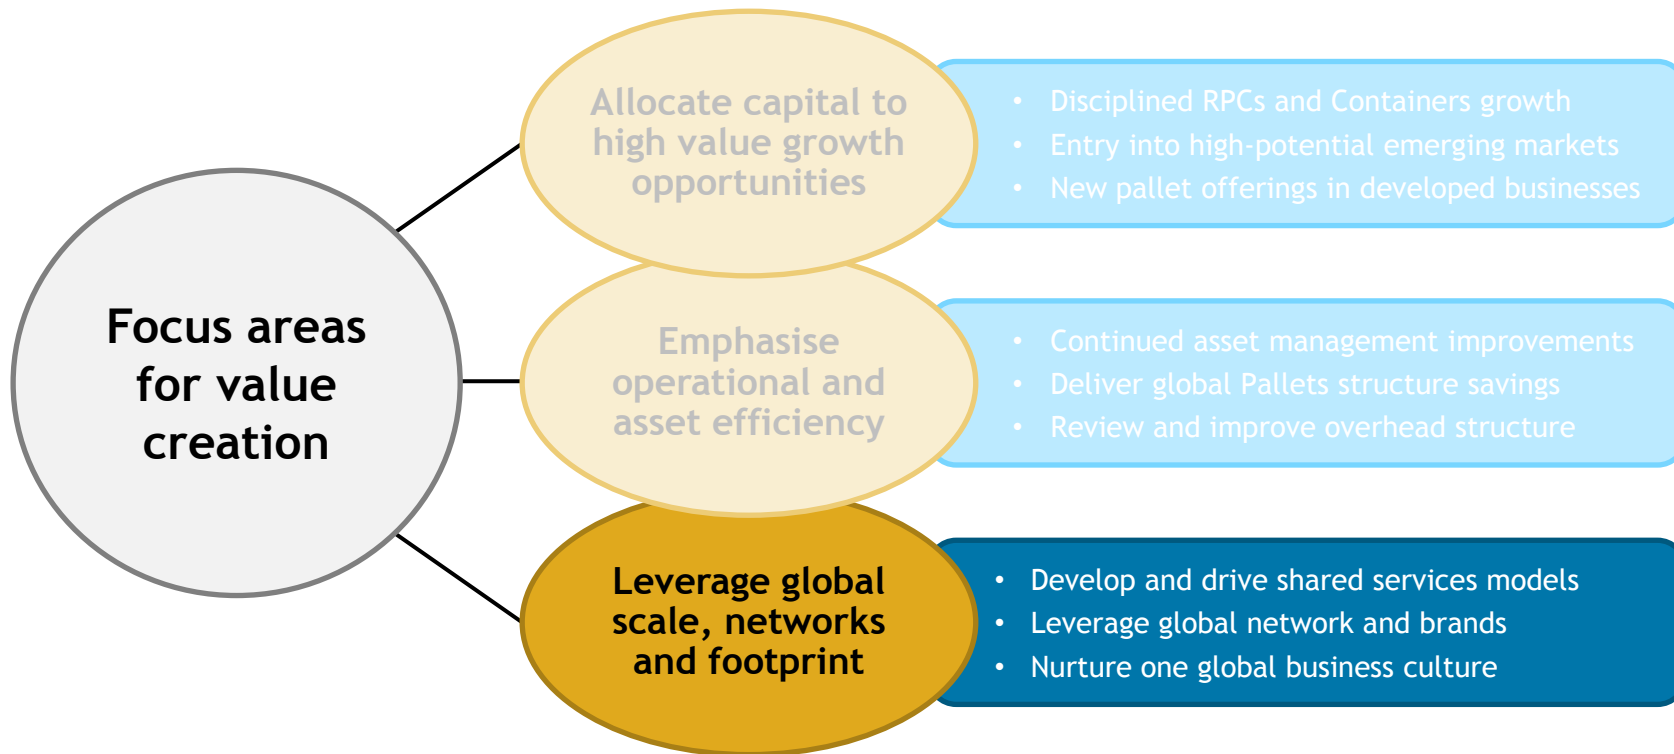 Focus areas
for value
creation
Allocate capital to
high value growth
opportunities
• Disciplined RPCs and Containers growth
• Entry into high-potential emerging markets
• New pallet offerings in developed businesses
Emphasise
operational and
asset efficiency
• Continued asset management improvements
• Deliver global Pallets structure savings
• Review and improve overhead structure
Leverage global
scale, networks
and footprint
• Develop and drive shared services models
• Leverage global network and brands
• Nurture one global business culture